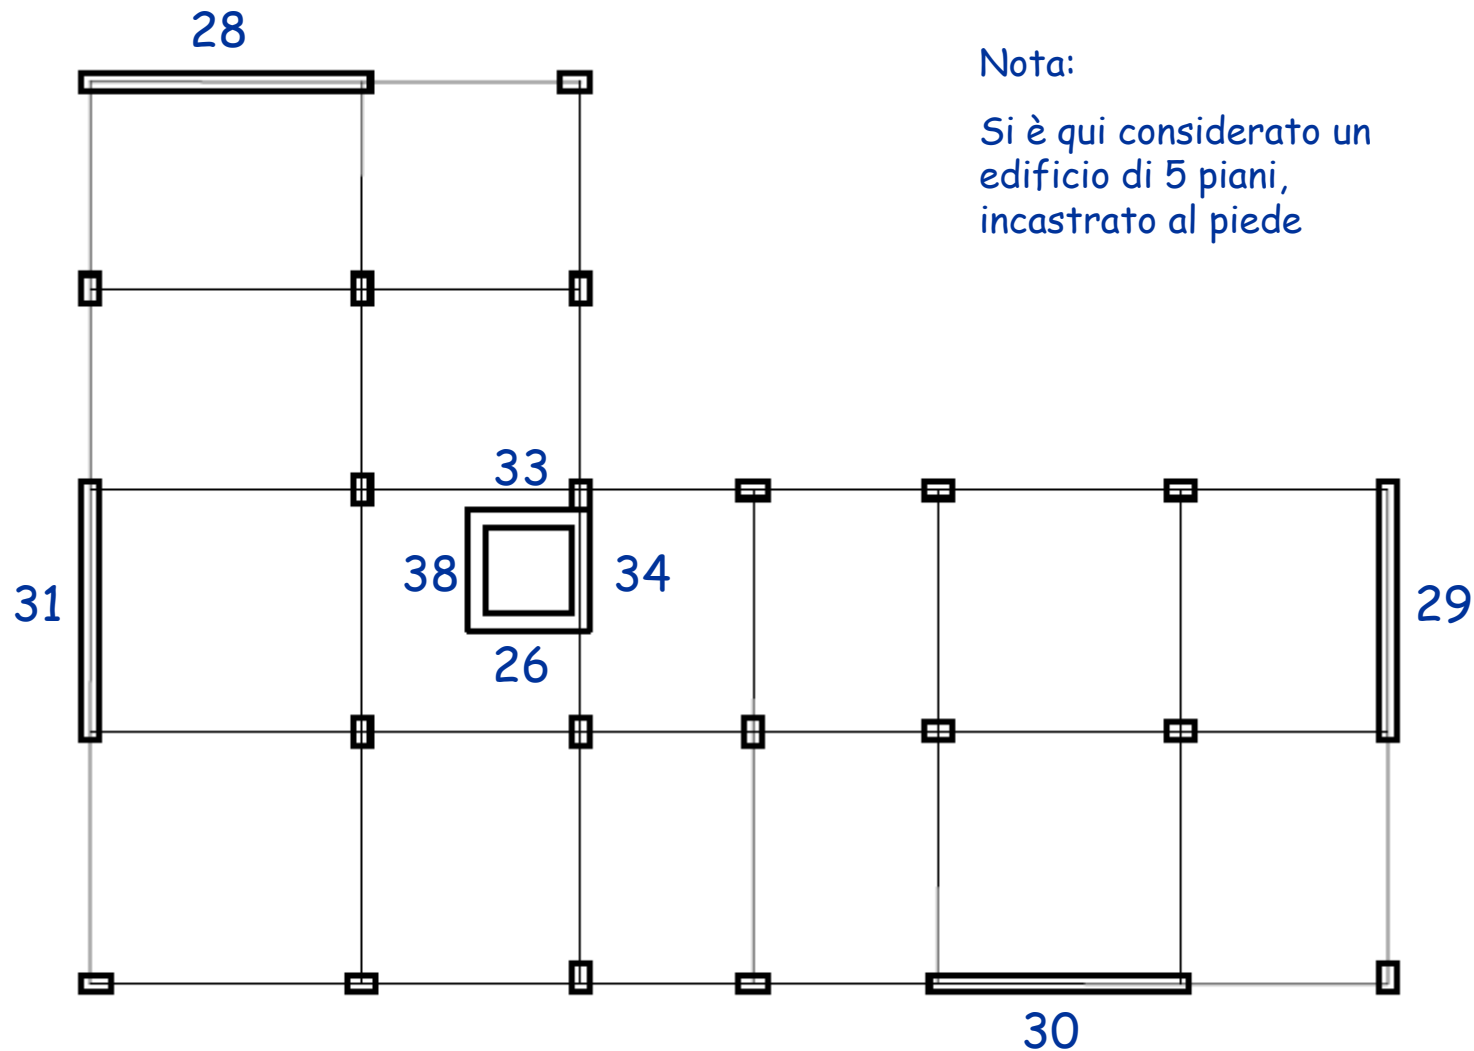 28
Nota:
Si è qui considerato un
edificio di 5 piani,
incastrato al piede
33
38
34
31
29
26
30